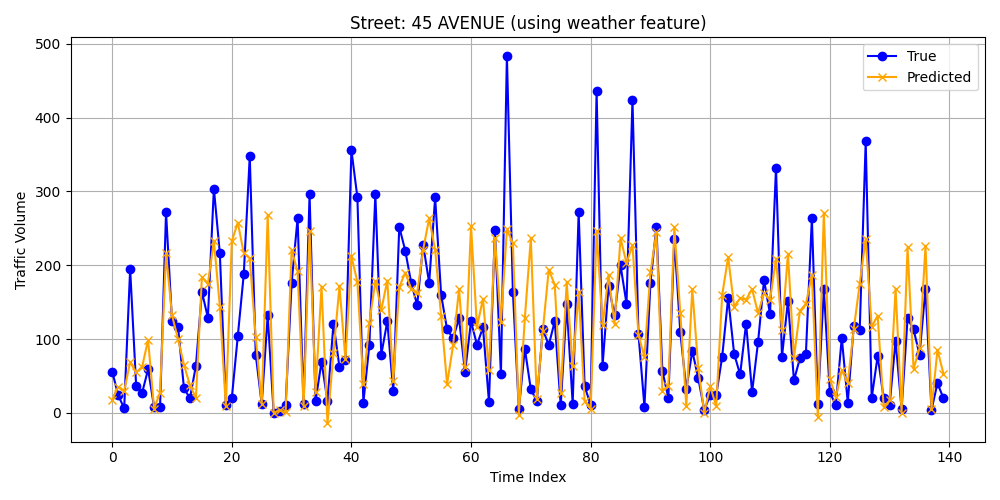 Street: 45 AVENUE (using weather feature)
True
Predicted
Traffic Volume
500
400
300
200
100
0
0 20 40 60 80 100 120 140
Time Index